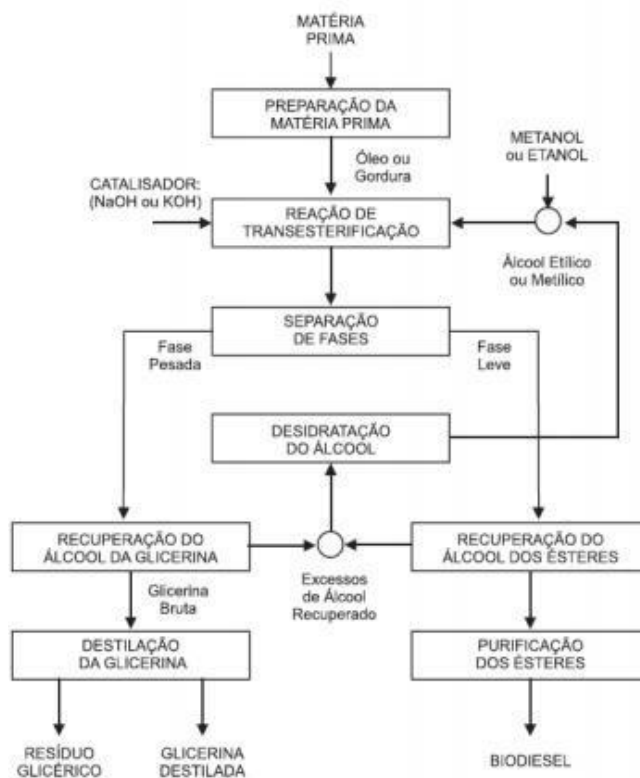 MATÉRIA
PRIMA
PREPARAÇÃO DA
MATÉRIA PRIMA
Óleo ou
Gordura
METANOL
ou ETANOL
CATALISADOR:
(NaOH ou KOH)
REAÇÃO DE
TRANSESTERIFICAÇÃO
Álcool Etílico
ou Metílico
SEPARAÇÃO
DE FASES
Fase
Pesada
Fase
Leve
DESIDRATAÇÃO
DO ÁLCOOL
RECUPERAÇÃO DO
ÁLCOOL DA GLICERINA
RECUPERAÇÃO DO
ÁLCOOL DOS ÉSTERES
Glicerina
Bruta
Excessos
de Álcool
Recuperado
DESTILAÇÃO
DA GLICERINA
PURIFICAÇÃO
DOS ÉSTERES
RESÍDUO
GLICÉRICO
GLICERINA
DESTILADA
BIODIESEL